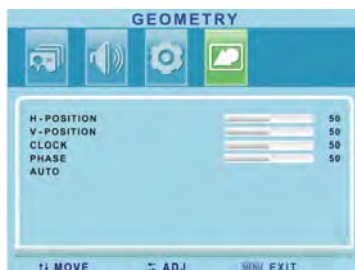 GEOMETRY
H-POSITION 50
V-POSITION 50
CLOCK 50
PHASE 50
AUTO
MOVE ADJ MENU EXIT